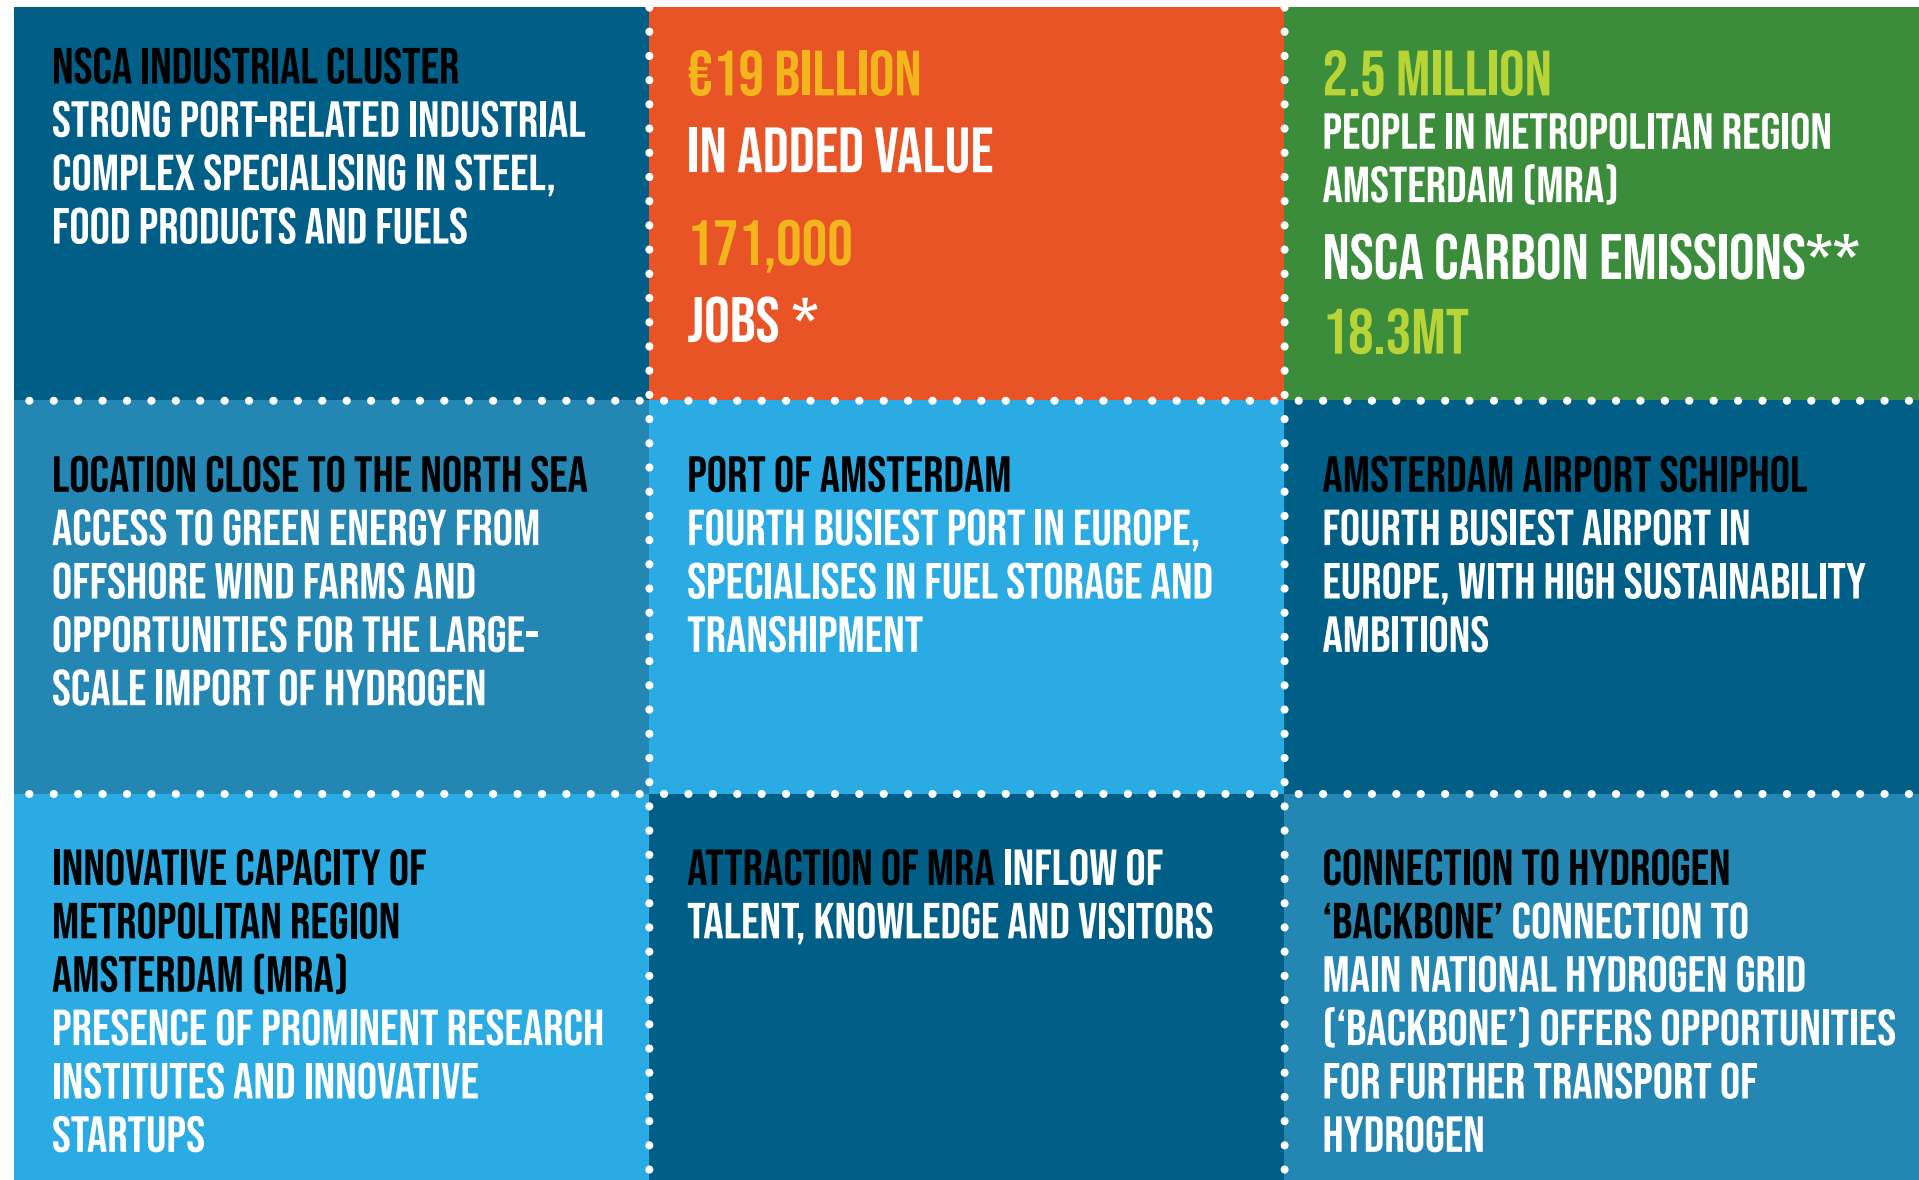 NSCA INDUSTRIAL CLUSTER
STRONG PORT-RELATED INDUSTRIAL
COMPLEX SPECIALISING IN STEEL,
FOOD PRODUCTS AND FUELS
€19 BILLION
IN ADDED VALUE
171,000
JOBS *
2.5 MILLION
PEOPLE IN METROPOLITAN REGION
AMSTERDAM (MRA)
NSCA CARBON EMISSIONS**
18.3MT
LOCATION CLOSE TO THE NORTH SEA
ACCESS TO GREEN ENERGY FROM
OFFSHORE WIND FARMS AND
OPPORTUNITIES FOR THE LARGE-
SCALE IMPORT OF HYDROGEN
PORT OF AMSTERDAM
FOURTH BUSIEST PORT IN EUROPE,
SPECIALISES IN FUEL STORAGE AND
TRANSHIPMENT
AMSTERDAM AIRPORT SCHIPHOL
FOURTH BUSIEST AIRPORT IN
EUROPE, WITH HIGH SUSTAINABILITY
AMBITIONS
INNOVATIVE CAPACITY OF
METROPOLITAN REGION
AMSTERDAM (MRA)
PRESENCE OF PROMINENT RESEARCH
INSTITUTES AND INNOVATIVE
STARTUPS
ATTRACTION OF MRA INFLOW OF
TALENT, KNOWLEDGE AND VISITORS
CONNECTION TO HYDROGEN
‘BACKBONE’ CONNECTION TO
MAIN NATIONAL HYDROGEN GRID
(‘BACKBONE’) OFFERS OPPORTUNITIES
FOR FURTHER TRANSPORT OF
HYDROGEN